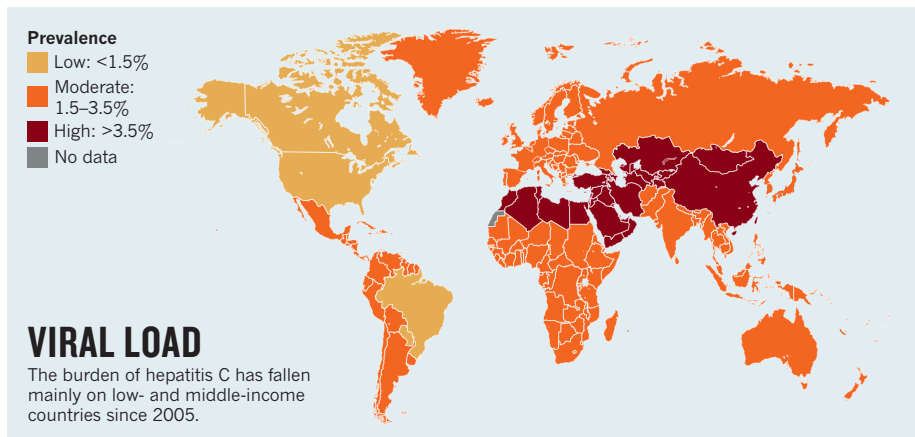 Prevalence
Low: <1.5%
Moderate:
1.5–3.5%
High: >3.5%
No data
VIRAL LOAD
The burden of hepatitis C has fallen
mainly on low- and middle-income
countries since 2005.